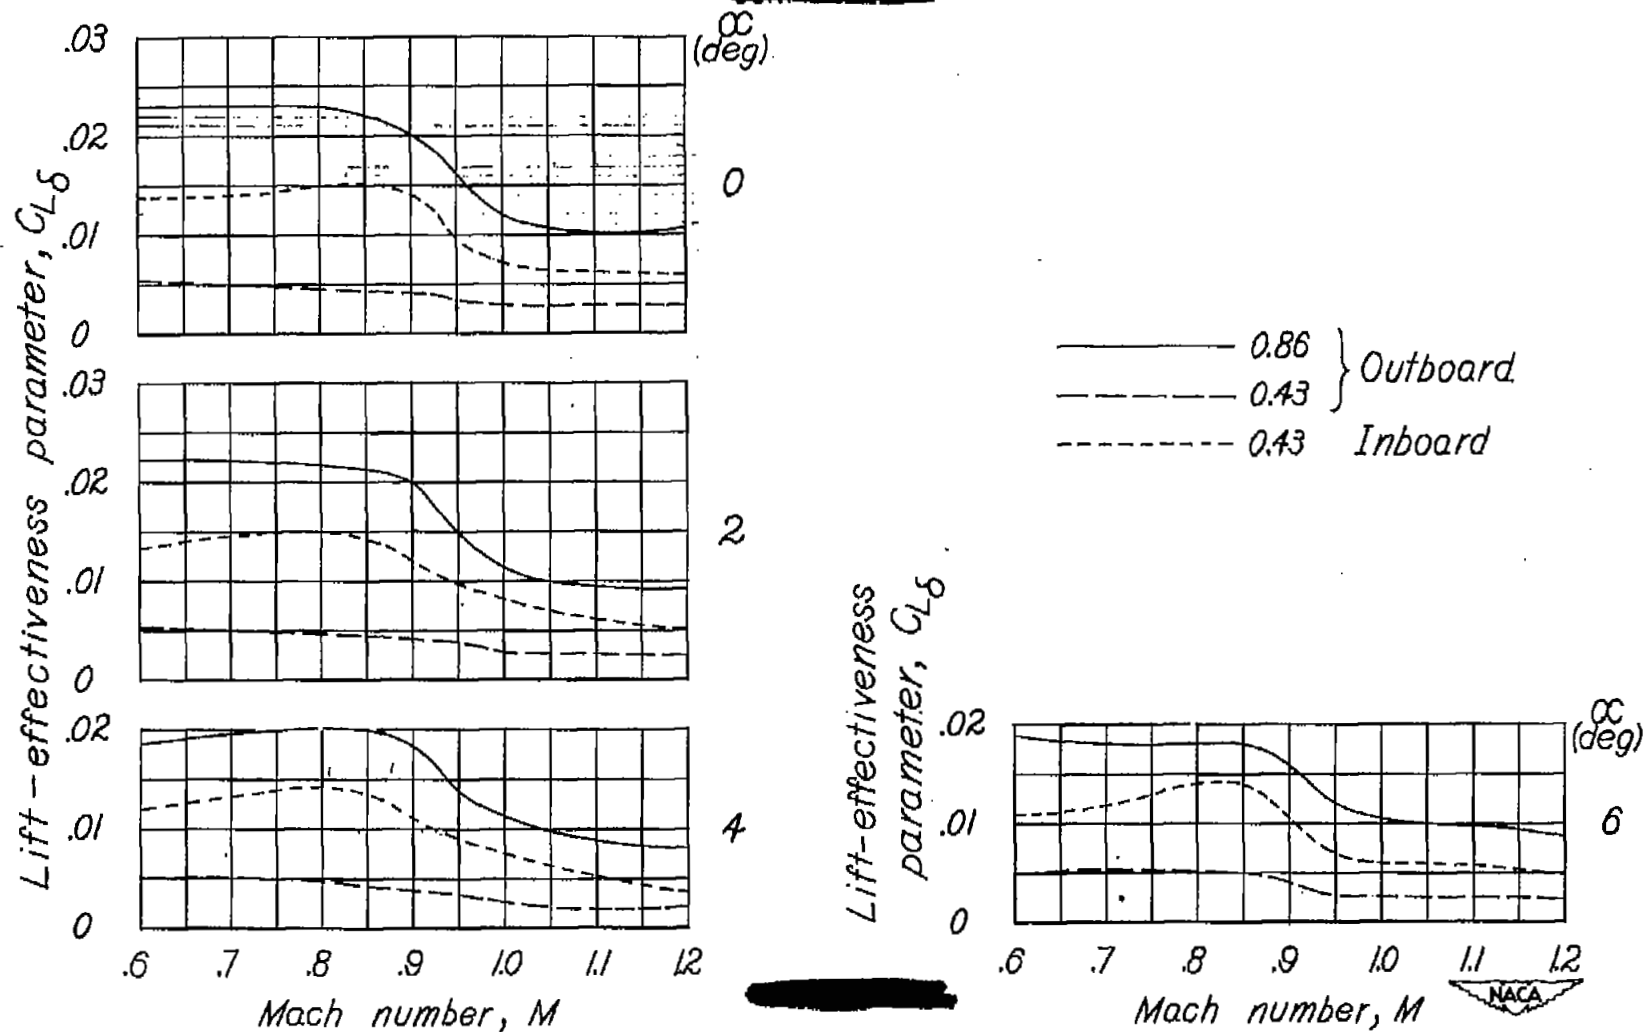 ∝
(deg)
.03
.02
.01
0
0
.03
.02
.01
0
2
.02
.01
0
4
Lift-effectiveness parameter, CLδ
.6 .7 .8 .9 1.0 1.1 1.2
Mach number, M
0.86
0.43
} Outboard
0.43 Inboard
Lift-effectiveness
parameter, CLδ
∝
(deg)
.02
.01
0
6
.6 .7 .8 .9 1.0 1.1 1.2
Mach number, M
NACA